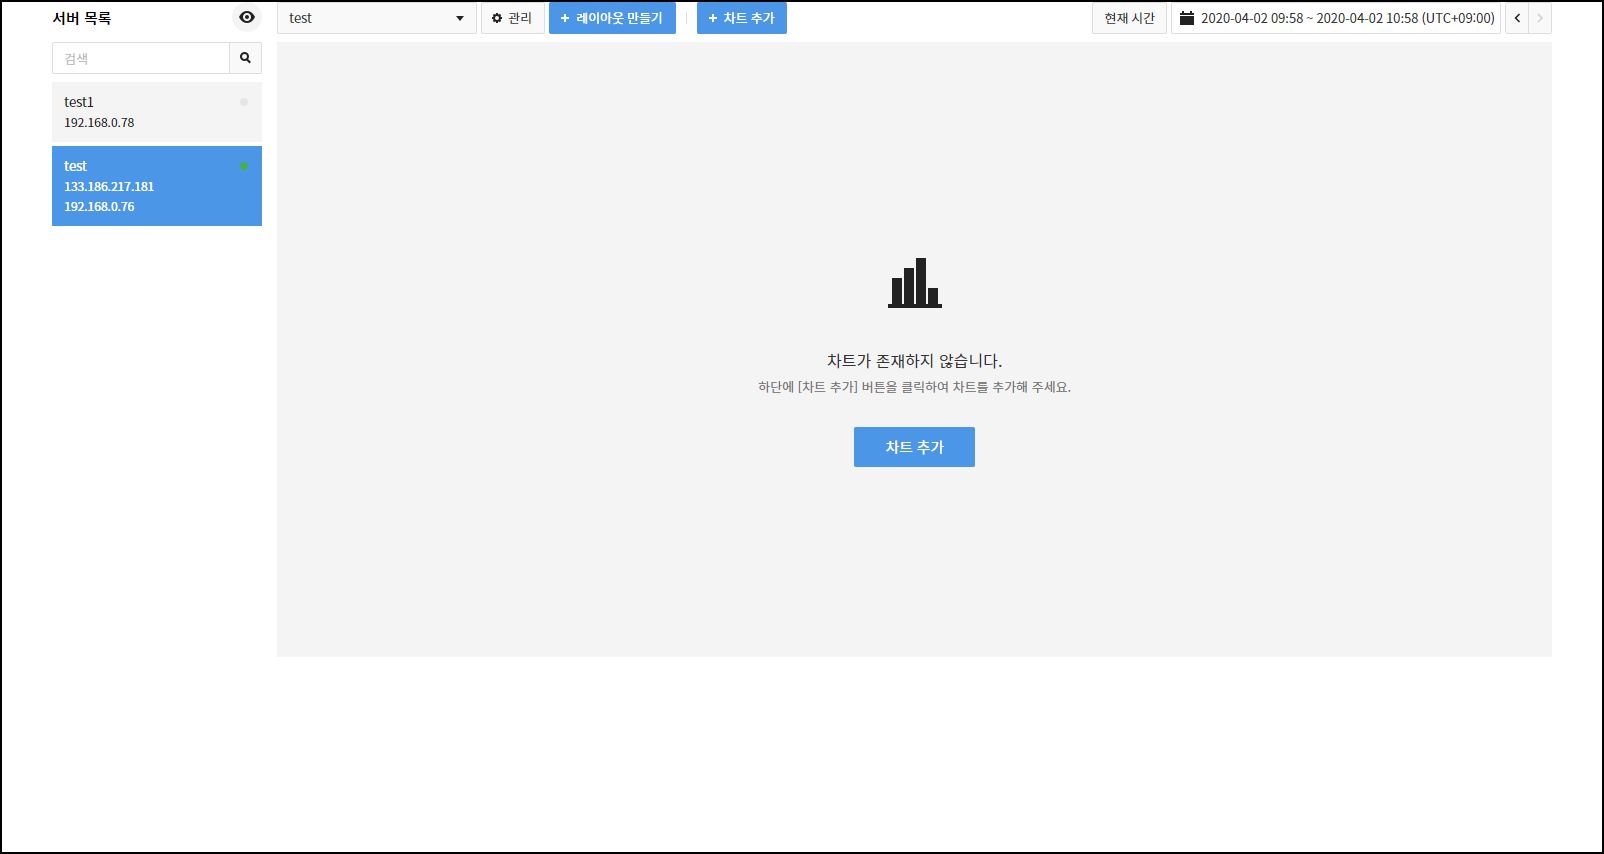 서버 목록
test
관리
레이아웃 만들기
차트 추가
현재 시간
2020-04-02 09:58 ~ 2020-04-02 10:58 (UTC+09:00)
검색
test1
192.168.0.78
test
133.186.217.181
192.168.0.76
차트가 존재하지 않습니다.
하단에 [차트 추가] 버튼을 클릭하여 차트를 추가해 주세요.
차트 추가